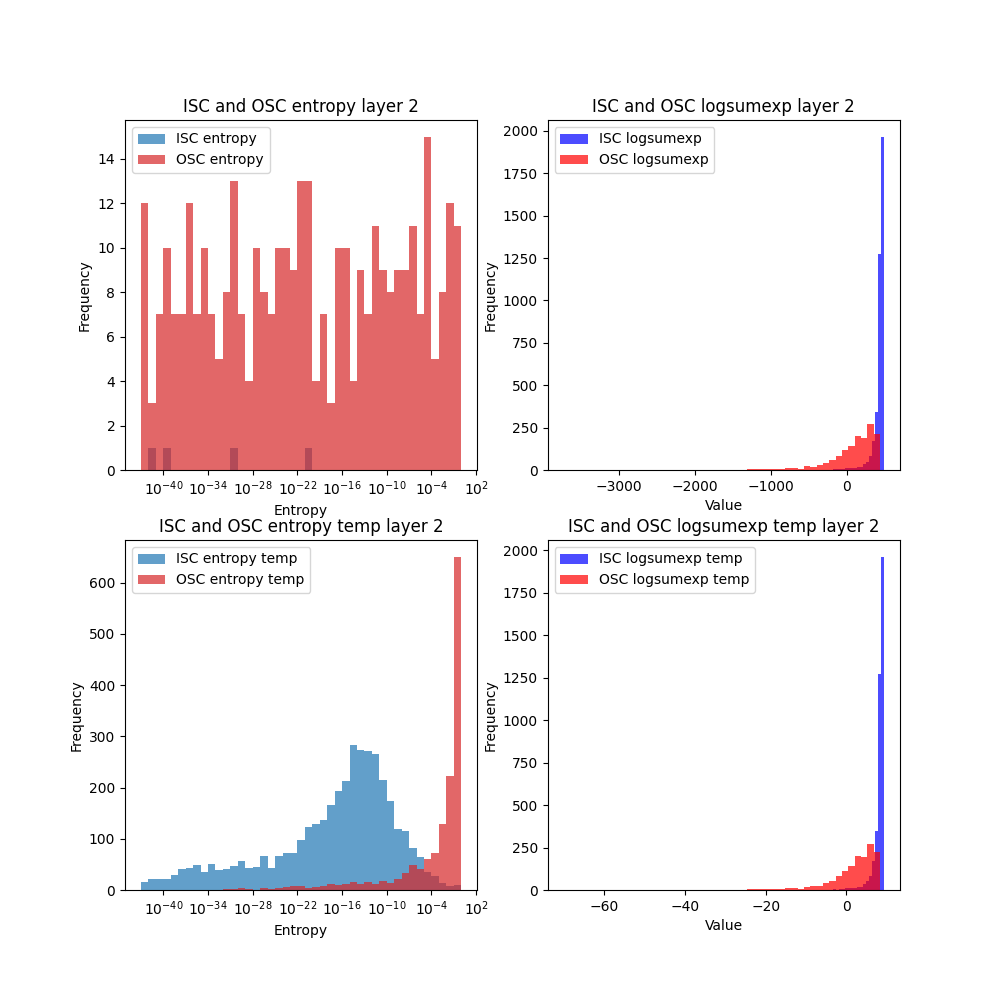 ISC and OSC entropy layer 2
ISC entropy
OSC entropy
Frequency
14
12
10
8
6
4
2
0
10⁻⁴⁰ 10⁻³⁴ 10⁻²⁸ 10⁻²² 10⁻¹⁶ 10⁻¹⁰ 10⁻⁴ 10²
Entropy
ISC and OSC logsumexp layer 2
ISC logsumexp
OSC logsumexp
Frequency
2000
1750
1500
1250
1000
750
500
250
0
−3000 −2000 −1000 0
Value
ISC and OSC entropy temp layer 2
ISC entropy temp
OSC entropy temp
Frequency
600
500
400
300
200
100
0
10⁻⁴⁰ 10⁻³⁴ 10⁻²⁸ 10⁻²² 10⁻¹⁶ 10⁻¹⁰ 10⁻⁴ 10²
Entropy
ISC and OSC logsumexp temp layer 2
ISC logsumexp temp
OSC logsumexp temp
Frequency
2000
1750
1500
1250
1000
750
500
250
0
−60 −40 −20 0
Value